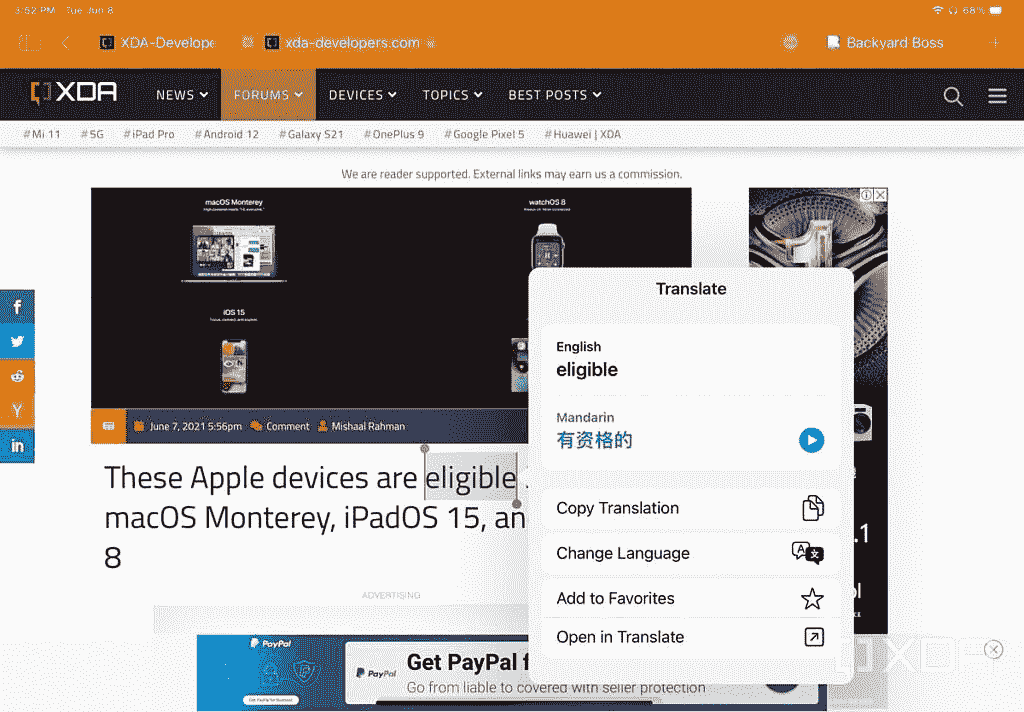 3:52 PM Tue Jun 8
68%
XDA-Develope
xda-developers.com
Backyard Boss
XDA
NEWS
FORUMS
DEVICES
TOPICS
BEST POSTS
#Mi 11 #5G #iPad Pro #Android 12 #Galaxy S21 #OnePlus 9 #Google Pixel 5 #Huawei | XDA
We are reader supported. External links may earn us a commission.
macOS Monterey
watchOS 8
iOS 15
June 7, 2021 5:56pm Comment Mishaal Rahman
These Apple devices are eligible
macOS Monterey, iPadOS 15, an
8
Translate
English
eligible
Mandarin
有资格的
Copy Translation
Change Language
Add to Favorites
Open in Translate
.1
ADVERTISING
PayPal
PayPal
Get PayPal f
Go from liable to covered with seller protection
XDA